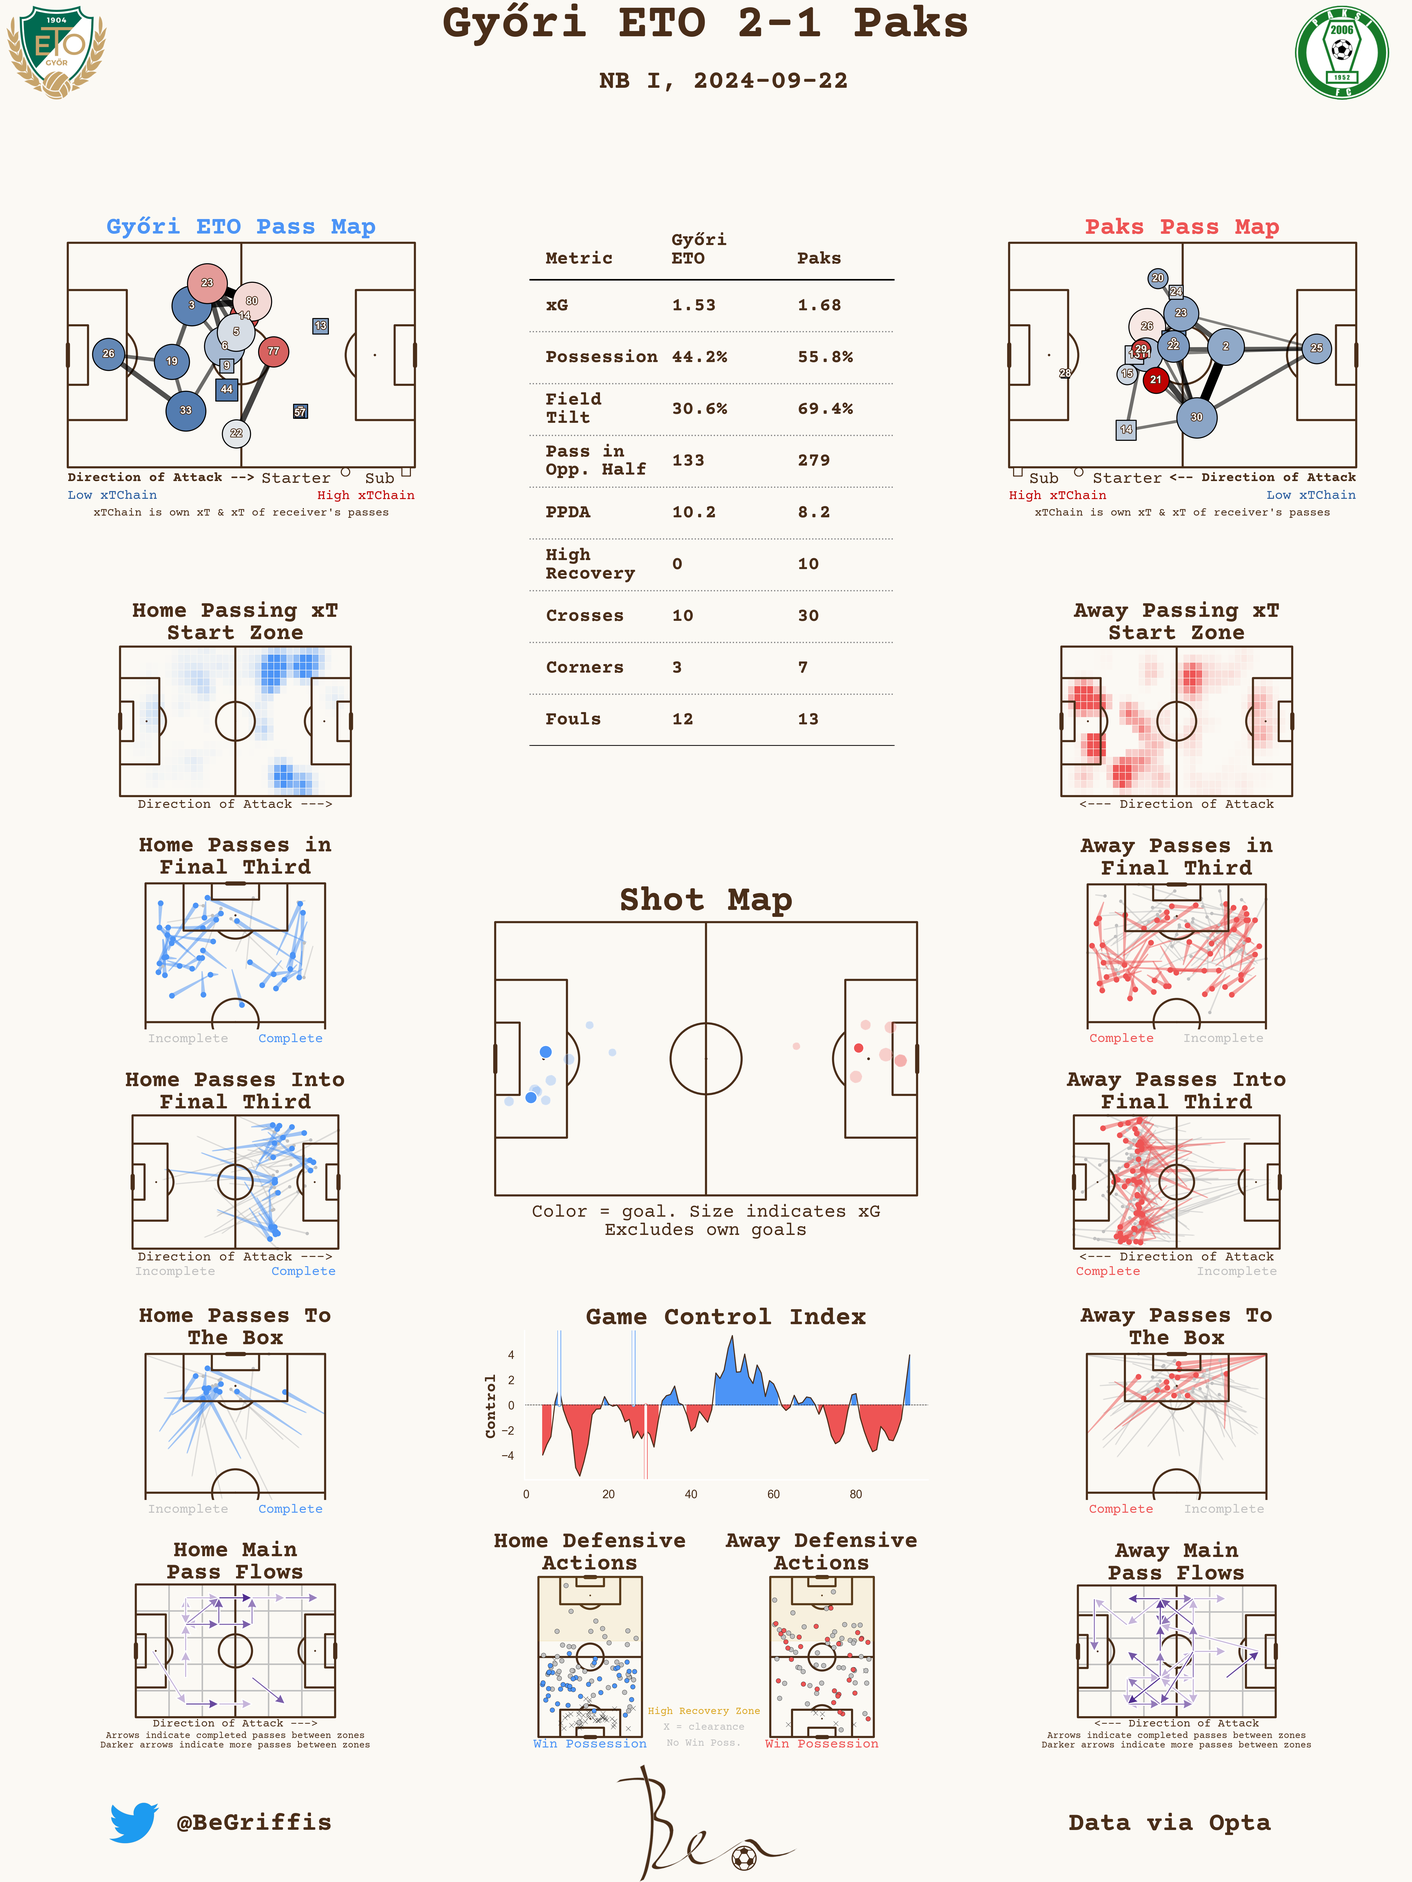 Győri ETO 2-1 Paks
NB I, 2024-09-22
1904
ETO
GYŐR
PAKSI
2006
1952
FC
Győri ETO Pass Map
23
3
80
14
5
6
26
19
77
13
9
44
33
57
22
Direction of Attack --> Starter Sub
Low xTChain High xTChain
xTChain is own xT & xT of receiver's passes
Metric Győri ETO Paks
xG 1.53 1.68
Possession 44.2% 55.8%
Field Tilt 30.6% 69.4%
Pass in Opp. Half 133 279
PPDA 10.2 8.2
High Recovery 0 10
Crosses 10 30
Corners 3 7
Fouls 12 13
Paks Pass Map
20
24
23
26
22
2
25
29
11
28
15
21
30
14
Sub Starter <-- Direction of Attack
High xTChain Low xTChain
xTChain is own xT & xT of receiver's passes
Home Passing xT
Start Zone
Direction of Attack --->
Home Passes in
Final Third
Incomplete Complete
Home Passes Into
Final Third
Direction of Attack --->
Incomplete Complete
Home Passes To
The Box
Incomplete Complete
Home Main
Pass Flows
Direction of Attack --->
Arrows indicate completed passes between zones
Darker arrows indicate more passes between zones
Shot Map
Color = goal. Size indicates xG
Excludes own goals
Game Control Index
Control
4
2
0
−2
−4
0 20 40 60 80
Home Defensive
Actions
Win Possession
High Recovery Zone
X = clearance
No Win Poss.
Away Defensive
Actions
Win Possession
Away Passing xT
Start Zone
<--- Direction of Attack
Away Passes in
Final Third
Complete Incomplete
Away Passes Into
Final Third
<--- Direction of Attack
Complete Incomplete
Away Passes To
The Box
Complete Incomplete
Away Main
Pass Flows
<--- Direction of Attack
Arrows indicate completed passes between zones
Darker arrows indicate more passes between zones
@BeGriffis
Ben
Data via Opta